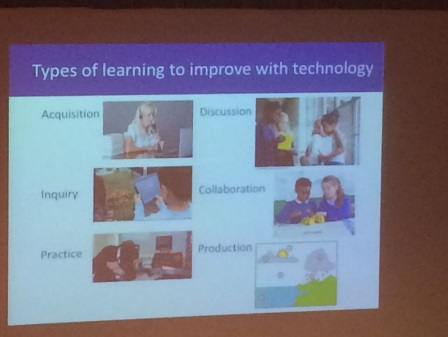 Types of learning to improve with technology
Acquisition
Discussion
Inquiry
Collaboration
Practice
Production